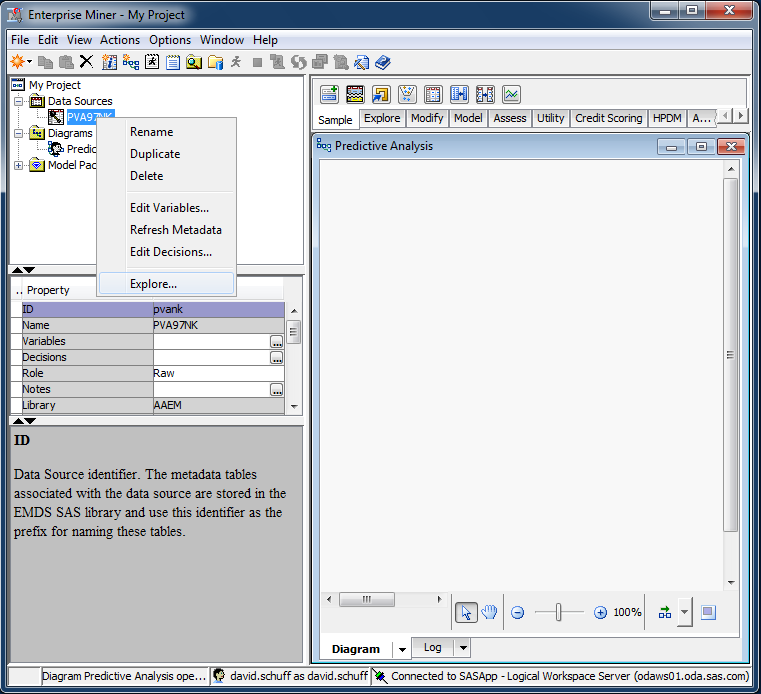 Enterprise Miner - My Project
File Edit View Actions Options Window Help
My Project
Data Sources
PVA97NK
Diagrams
Predic
Model Pac
Rename
Duplicate
Delete
Edit Variables...
Refresh Metadata
Edit Decisions...
Explore...
.. Property
ID pvank
Name PVA97NK
Variables ...
Decisions ...
Role Raw
Notes ...
Library AAEM
ID
Data Source identifier. The metadata tables
associated with the data source are stored in the
EMDS SAS library and use this identifier as the
prefix for naming these tables.
Sample Explore Modify Model Assess Utility Credit Scoring HPDM A...
Predictive Analysis
100%
Diagram Log
Diagram Predictive Analysis ope... david.schuff as david.schuff Connected to SASApp - Logical Workspace Server (odaws01.oda.sas.com)